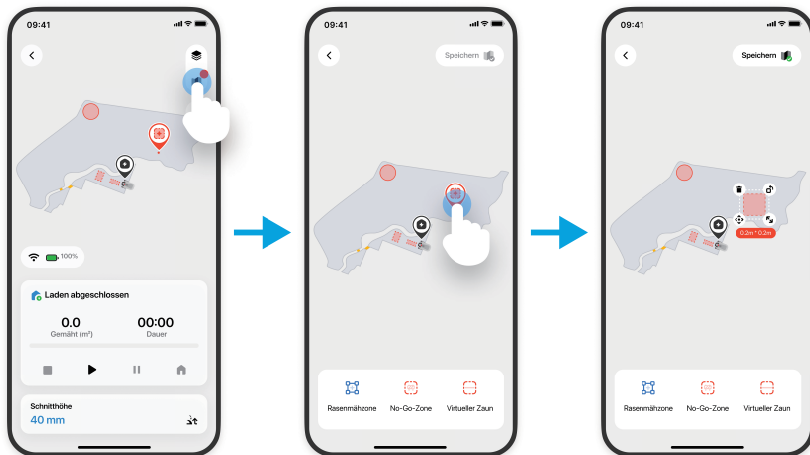 09:41
100%
Laden abgeschlossen
0.0
00:00
Gemäht (m²)
Dauer
Schnitthöhe
40 mm
09:41
Speichern
Rasenmähzone
No-Go-Zone
Virtueller Zaun
09:41
Speichern
0.2m * 0.2m
Rasenmähzone
No-Go-Zone
Virtueller Zaun